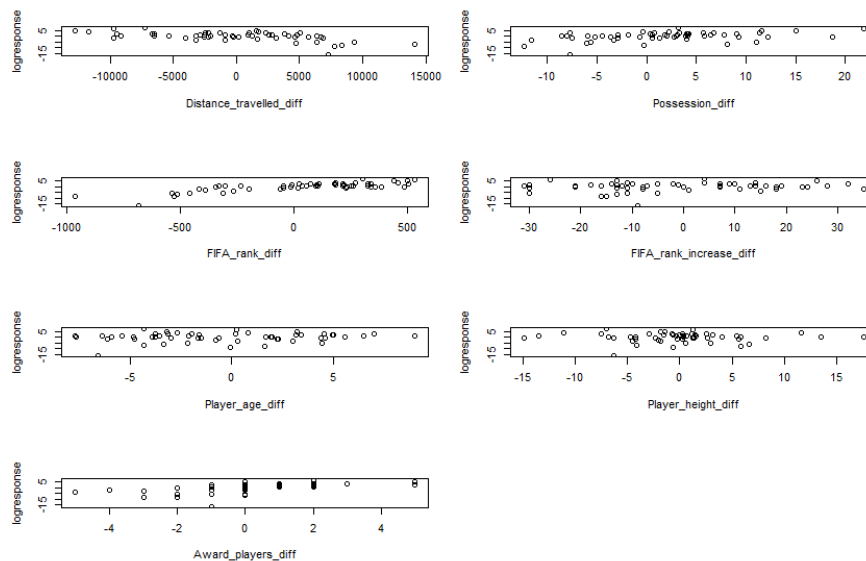 logresponse
-15 5
-10000 -5000 0 5000 10000 15000
Distance_travelled_diff
logresponse
-15 5
-10 -5 0 5 10 15 20
Possession_diff
logresponse
-15 5
-1000 -500 0 500
FIFA_rank_diff
logresponse
-15 5
-30 -20 -10 0 10 20 30
FIFA_rank_increase_diff
logresponse
-15 5
-5 0 5
Player_age_diff
logresponse
-15 5
-15 -10 -5 0 5 10 15
Player_height_diff
logresponse
-15 5
-4 -2 0 2 4
Award_players_diff